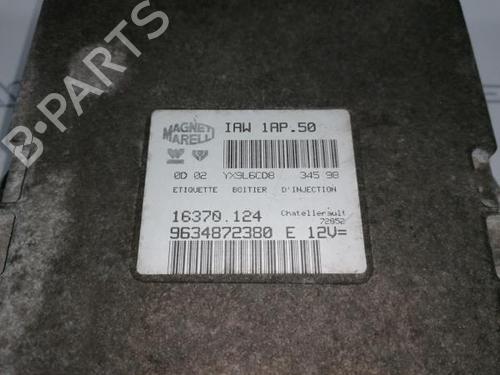 B-PARTS
MAGNETI
MARELLI
IAW 1AP.50
0D 02 YX9L6CD8 345 98
ETIQUETTE BOITIER D'INJECTION
16370.124 Chatellerault
72852
9634872380 E 12V=